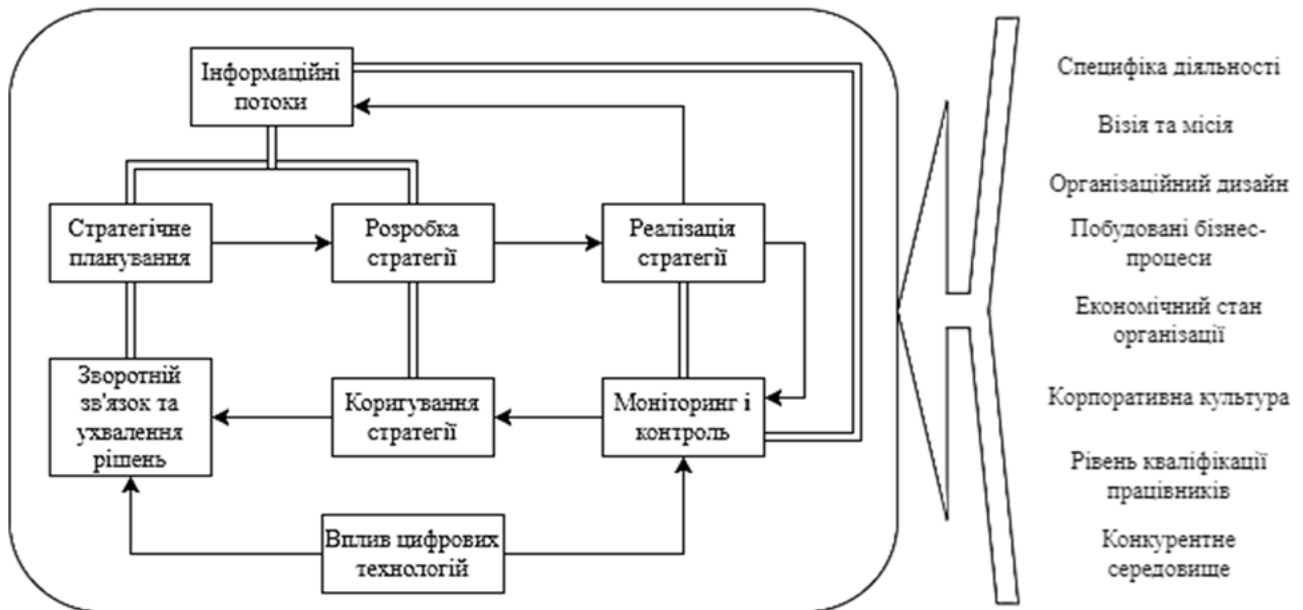 Інформаційні
потоки
Стратегічне
планування
Розробка
стратегії
Реалізація
стратегії
Зворотній
зв'язок та
ухвалення
рішень
Коригування
стратегії
Моніторинг і
контроль
Вплив цифрових
технологій
Специфіка діяльності
Візія та місія
Організаційний дизайн
Побудовані бізнес-
процеси
Економічний стан
організації
Корпоративна культура
Рівень кваліфікації
працівників
Конкурентне
середовище